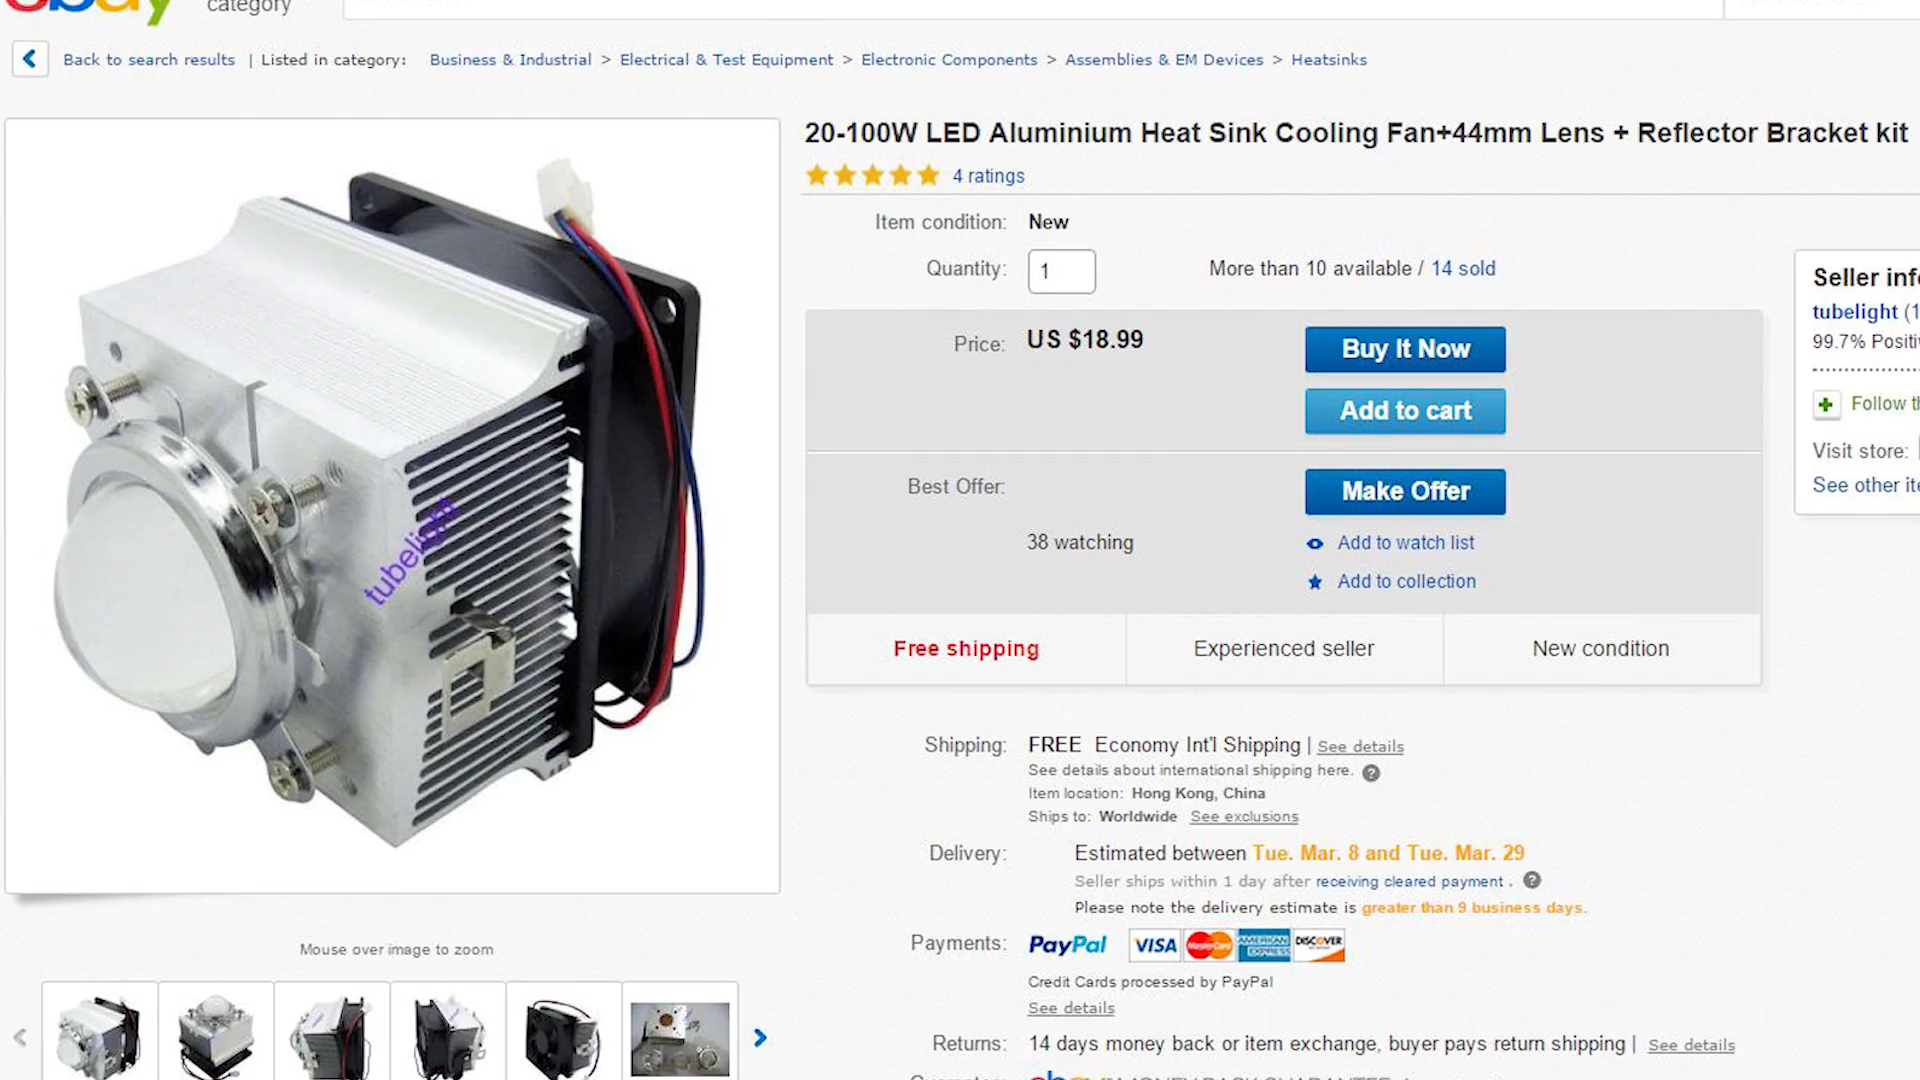 ebay
category
Back to search results | Listed in category: Business & Industrial > Electrical & Test Equipment > Electronic Components > Assemblies & EM Devices > Heatsinks
20-100W LED Aluminium Heat Sink Cooling Fan+44mm Lens + Reflector Bracket kit
4 ratings
Item condition: New
Quantity: 1 More than 10 available / 14 sold
Price: US $18.99 Buy It Now
Add to cart
Best Offer: Make Offer
38 watching Add to watch list
Add to collection
Free shipping Experienced seller New condition
Seller inf
tubelight (1
99.7% Positi
Follow t
Visit store:
See other it
tubelight
Shipping: FREE Economy Int'l Shipping | See details
See details about international shipping here.
Item location: Hong Kong, China
Ships to: Worldwide See exclusions
Delivery: Estimated between Tue. Mar. 8 and Tue. Mar. 29
Seller ships within 1 day after receiving cleared payment .
Please note the delivery estimate is greater than 9 business days.
Payments: PayPal VISA MasterCard AMERICAN EXPRESS DISCOVER
Credit Cards processed by PayPal
See details
Returns: 14 days money back or item exchange, buyer pays return shipping | See details
Mouse over image to zoom